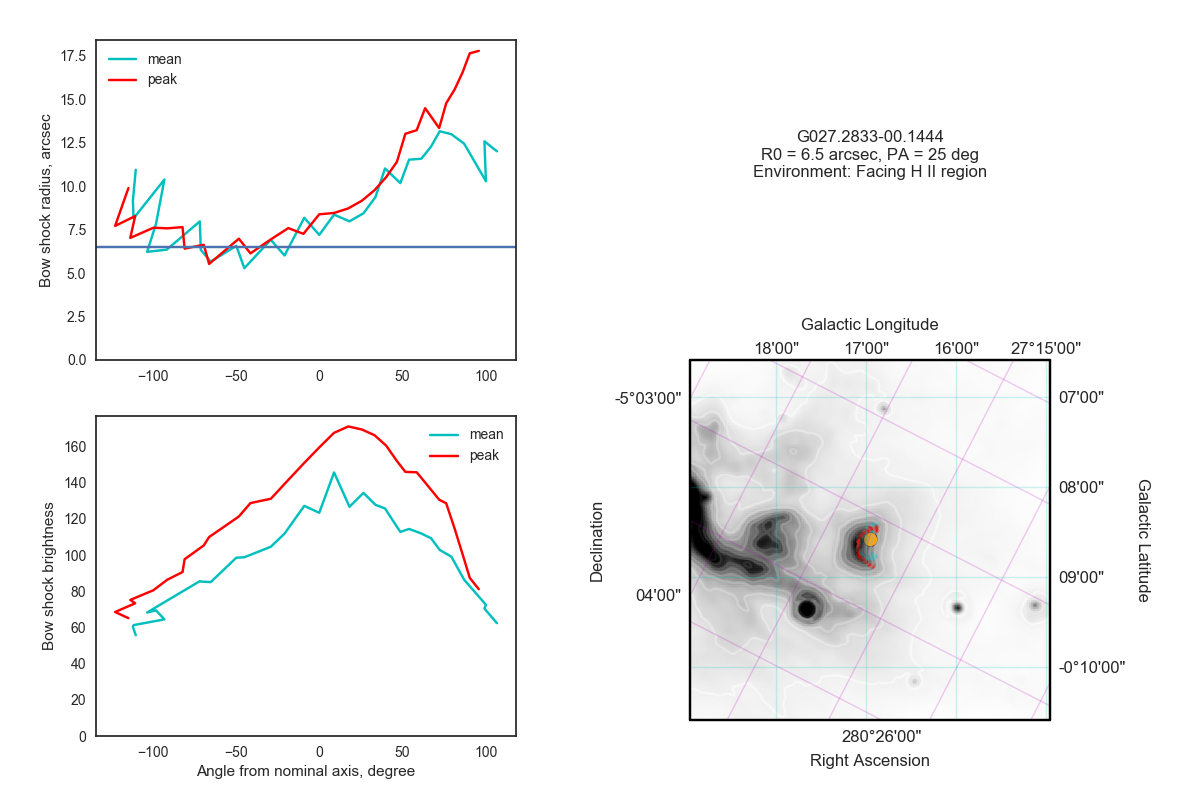 17.5
15.0
12.5
10.0
7.5
5.0
2.5
0.0
Bow shock radius, arcsec
mean
peak
−100
−50
0
50
100
160
140
120
100
80
60
40
20
0
Bow shock brightness
mean
peak
−100
−50
0
50
100
Angle from nominal axis, degree
G027.2833-00.1444
R0 = 6.5 arcsec, PA = 25 deg
Environment: Facing H II region
Galactic Longitude
18'00" 17'00" 16'00" 27°15'00"
-5°03'00"
04'00"
Declination
07'00"
08'00"
09'00"
-0°10'00"
Galactic Latitude
280°26'00"
Right Ascension